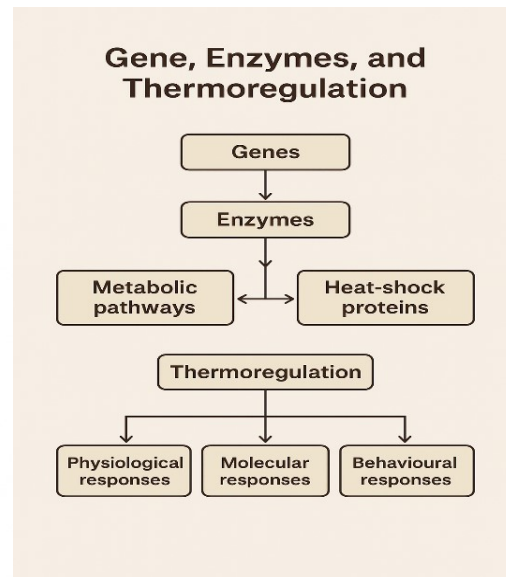 Gene, Enzymes, and
Thermoregulation
Genes
Enzymes
Metabolic
pathways
Heat-shock
proteins
Thermoregulation
Physiological
responses
Molecular
responses
Behavioural
responses